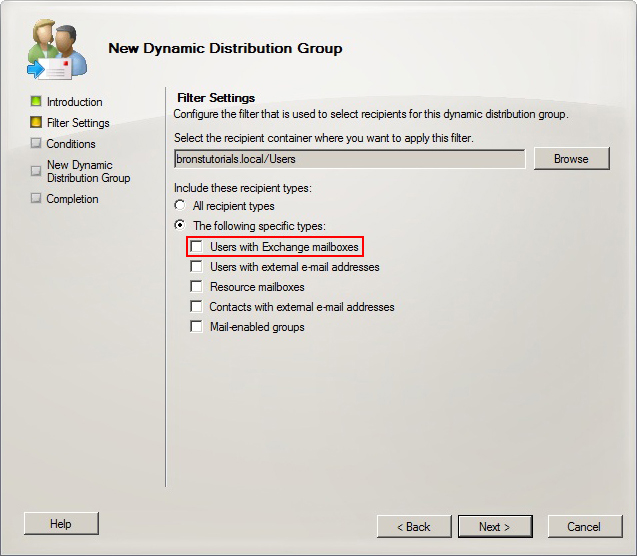 New Dynamic Distribution Group
Introduction
Filter Settings
Conditions
New Dynamic
Distribution Group
Completion
Filter Settings
Configure the filter that is used to select recipients for this dynamic distribution group.
Select the recipient container where you want to apply this filter.
bronstutorials.local/Users
Browse
Include these recipient types:
All recipient types
The following specific types:
Users with Exchange mailboxes
Users with external e-mail addresses
Resource mailboxes
Contacts with external e-mail addresses
Mail-enabled groups
Help
< Back
Next >
Cancel